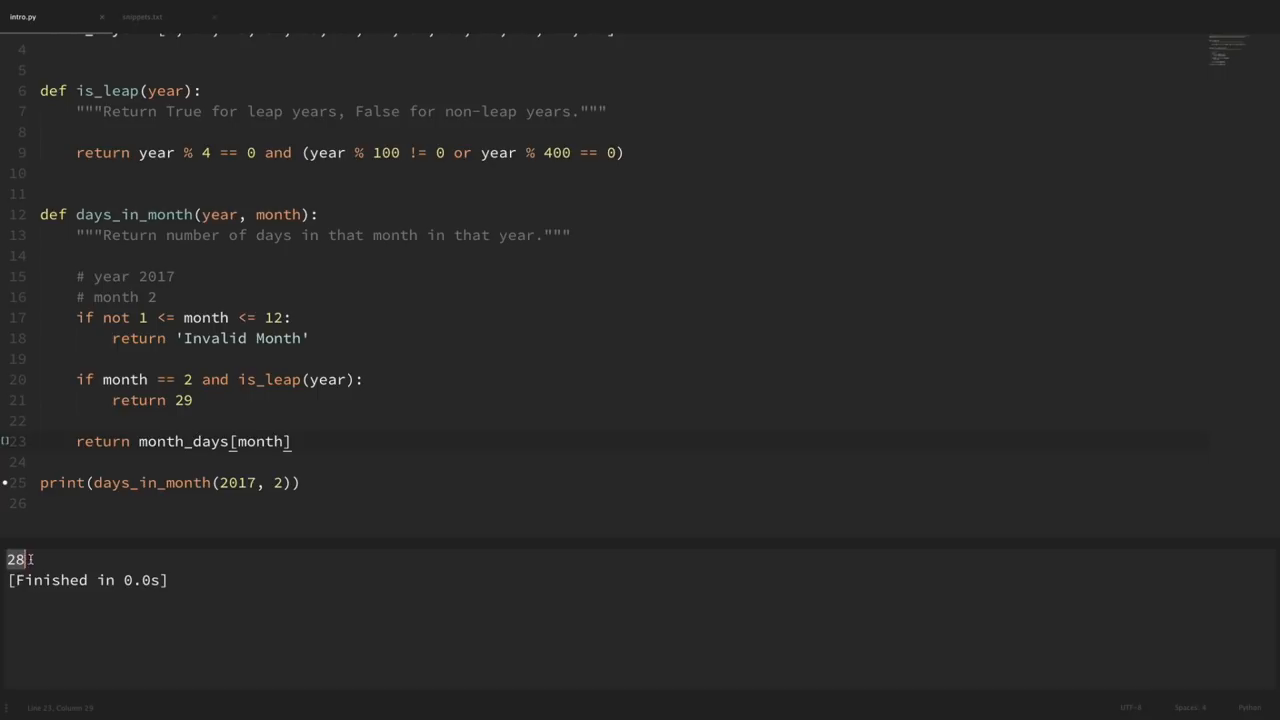 intro.py × snippets.txt ×
4
5
6 def is_leap(year):
7 """Return True for leap years, False for non-leap years."""
8
9 return year % 4 == 0 and (year % 100 != 0 or year % 400 == 0)
10
11
12 def days_in_month(year, month):
13 """Return number of days in that month in that year."""
14
15 # year 2017
16 # month 2
17 if not 1 <= month <= 12:
18 return 'Invalid Month'
19
20 if month == 2 and is_leap(year):
21 return 29
22
23 return month_days[month]
24
25 print(days_in_month(2017, 2))
26
28
[Finished in 0.0s]
Line 23, Column 29 UTF-8 Spaces: 4 Python